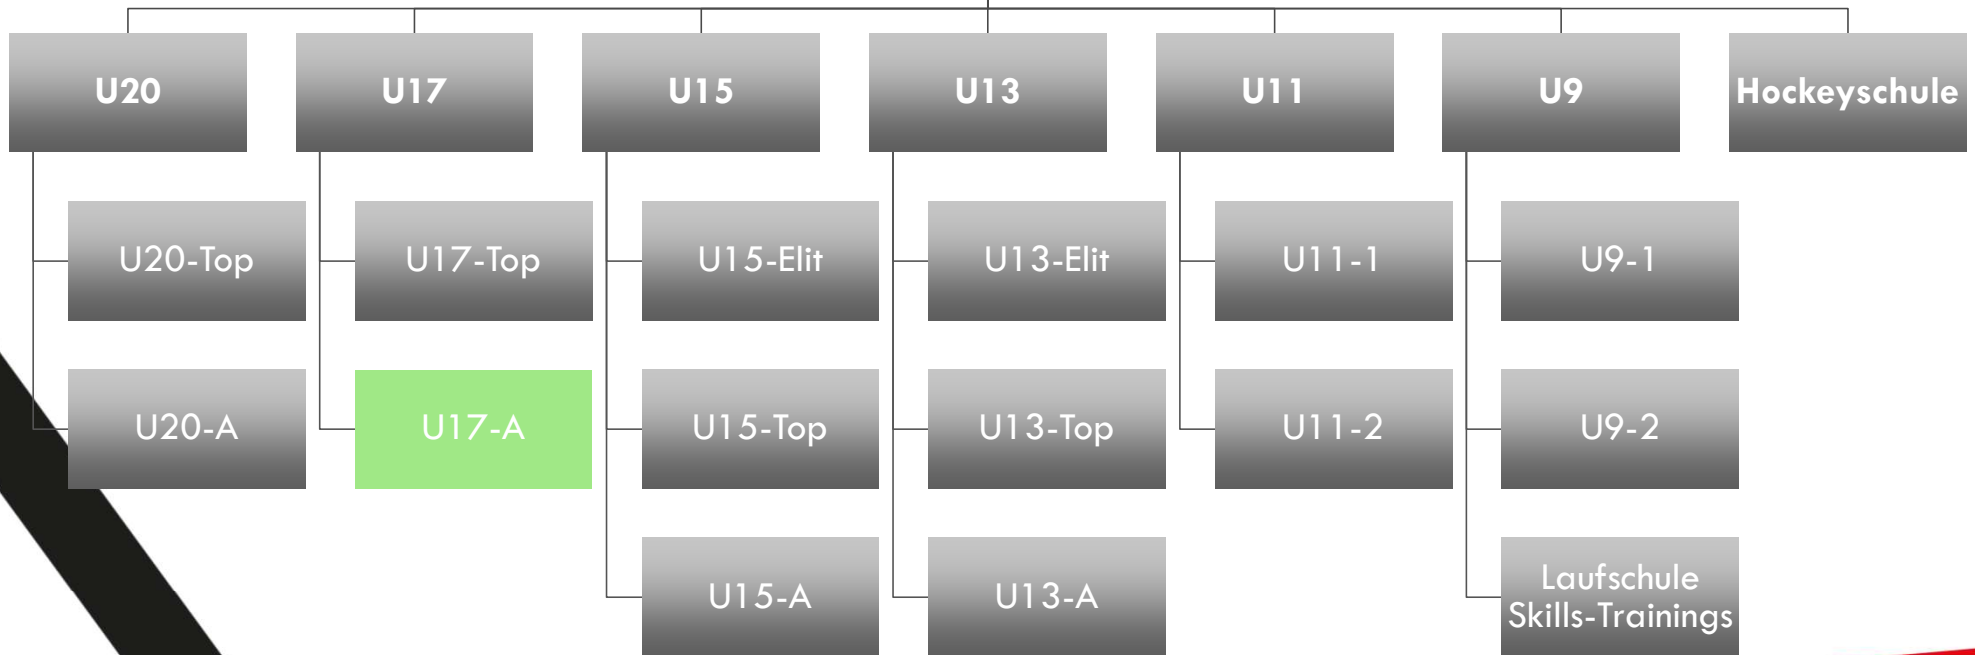 U20
U17
U15
U13
U11
U9
Hockeyschule
U20-Top
U17-Top
U15-Elit
U13-Elit
U11-1
U9-1
U20-A
U17-A
U15-Top
U13-Top
U11-2
U9-2
U15-A
U13-A
Laufschule
Skills-Trainings